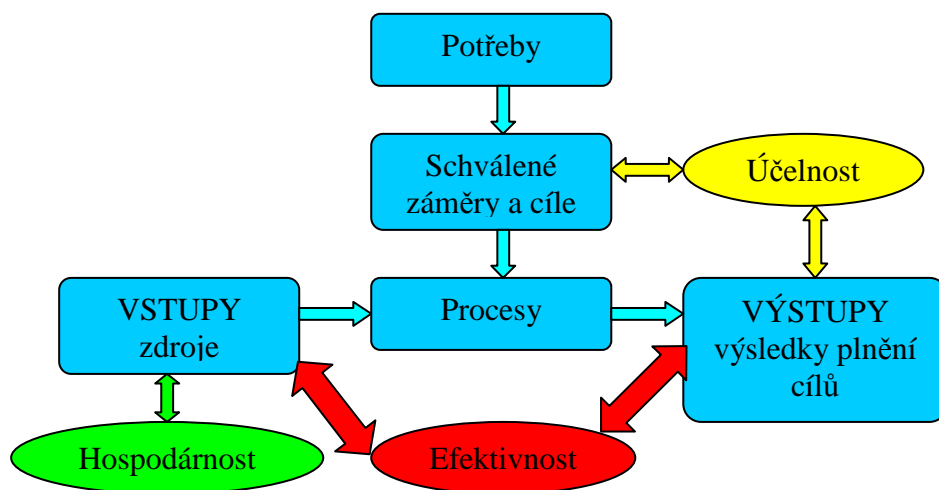 Potřeby
Schválené
záměry a cíle
Účelnost
VSTUPY
zdroje
Procesy
VÝSTUPY
výsledky plnění
cílů
Hospodárnost
Efektivnost